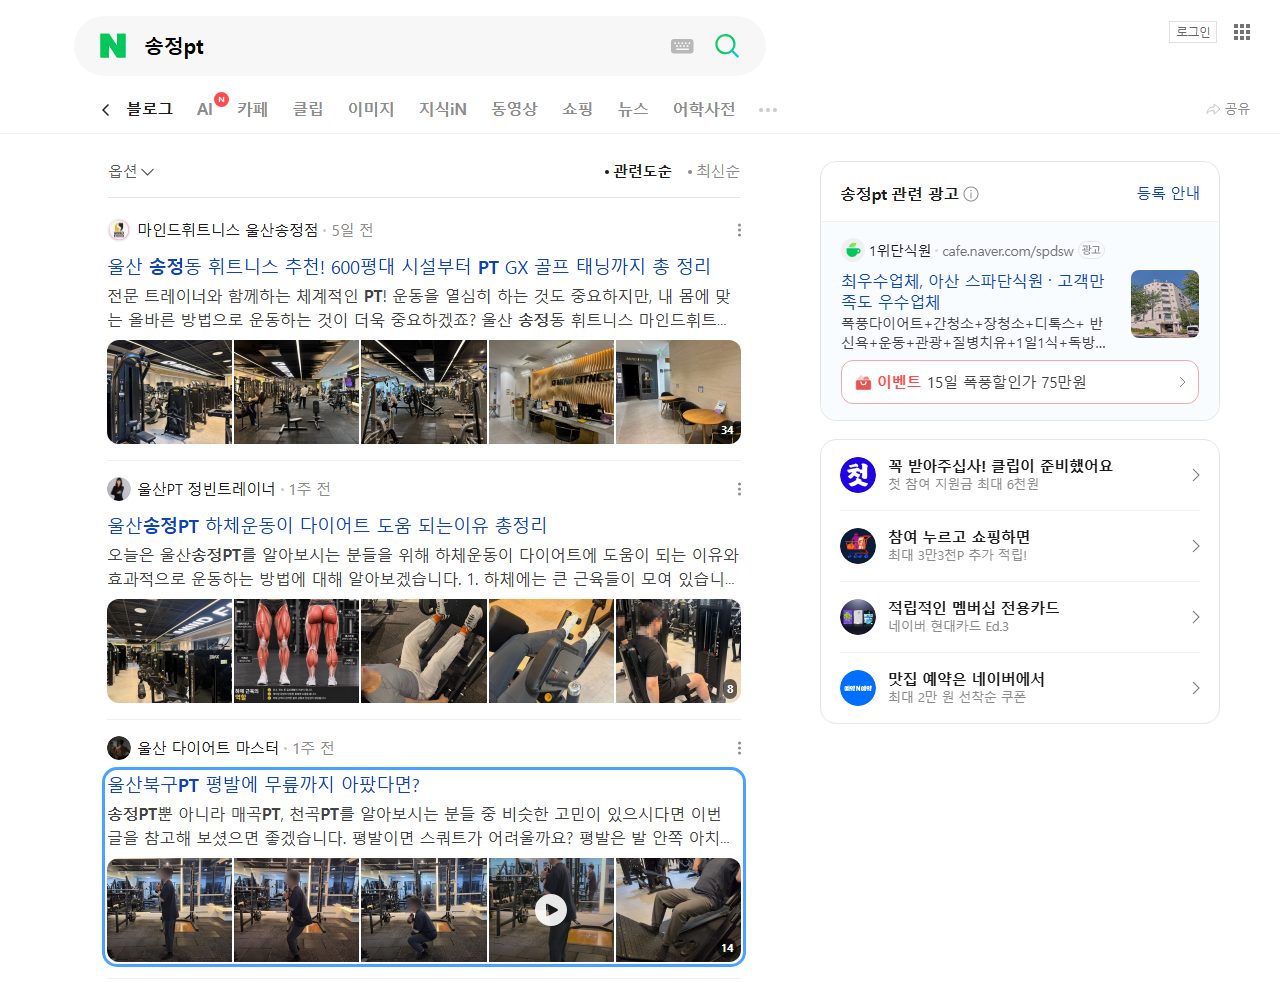 N 송정pt
로그인
블로그 AI N 카페 클립 이미지 지식iN 동영상 쇼핑 뉴스 어학사전 ···
공유
옵션
• 관련도순 • 최신순
마인드휘트니스 울산송정점 · 5일 전
울산 송정동 휘트니스 추천! 600평대 시설부터 PT GX 골프 태닝까지 총 정리
전문 트레이너와 함께하는 체계적인 PT! 운동을 열심히 하는 것도 중요하지만, 내 몸에 맞
는 올바른 방법으로 운동하는 것이 더욱 중요하겠죠? 울산 송정동 휘트니스 마인드휘트...
34
울산PT 정빈트레이너 · 1주 전
울산송정PT 하체운동이 다이어트 도움 되는이유 총정리
오늘은 울산송정PT를 알아보시는 분들을 위해 하체운동이 다이어트에 도움이 되는 이유와
효과적으로 운동하는 방법에 대해 알아보겠습니다. 1. 하체에는 큰 근육들이 모여 있습니...
하체 근육의
역할
8
울산 다이어트 마스터 · 1주 전
울산북구PT 평발에 무릎까지 아팠다면?
송정PT뿐 아니라 매곡PT, 천곡PT를 알아보시는 분들 중 비슷한 고민이 있으시다면 이번
글을 참고해 보셨으면 좋겠습니다. 평발이면 스쿼트가 어려울까요? 평발은 발 안쪽 아치...
14
송정pt 관련 광고
등록 안내
1위단식원 · cafe.naver.com/spdsw 광고
최우수업체, 아산 스파단식원 · 고객만
족도 우수업체
폭풍다이어트+간청소+장청소+디톡스+ 반
신욕+운동+관광+질병치유+1일1식+독방...
이벤트 15일 폭풍할인가 75만원
첫
꼭 받아주십사! 클립이 준비했어요
첫 참여 지원금 최대 6천원
참여 누르고 쇼핑하면
최대 3만3천P 추가 적립!
적립적인 멤버십 전용카드
네이버 현대카드 Ed.3
맛집 예약은 네이버에서
최대 2만 원 선착순 쿠폰